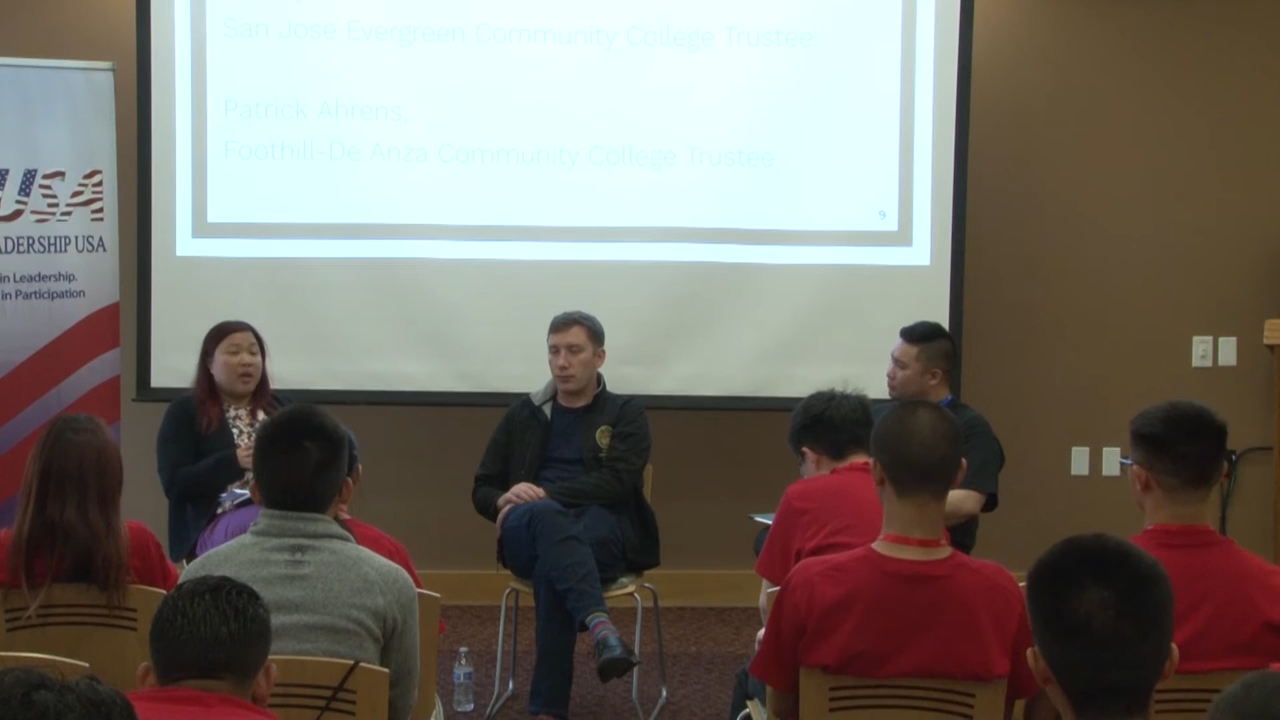 San Jose Evergreen Community College Trustee
Patrick Ahrens,
Foothill-De Anza Community College Trustee
9
USA
ADERSHIP USA
in Leadership.
in Participation